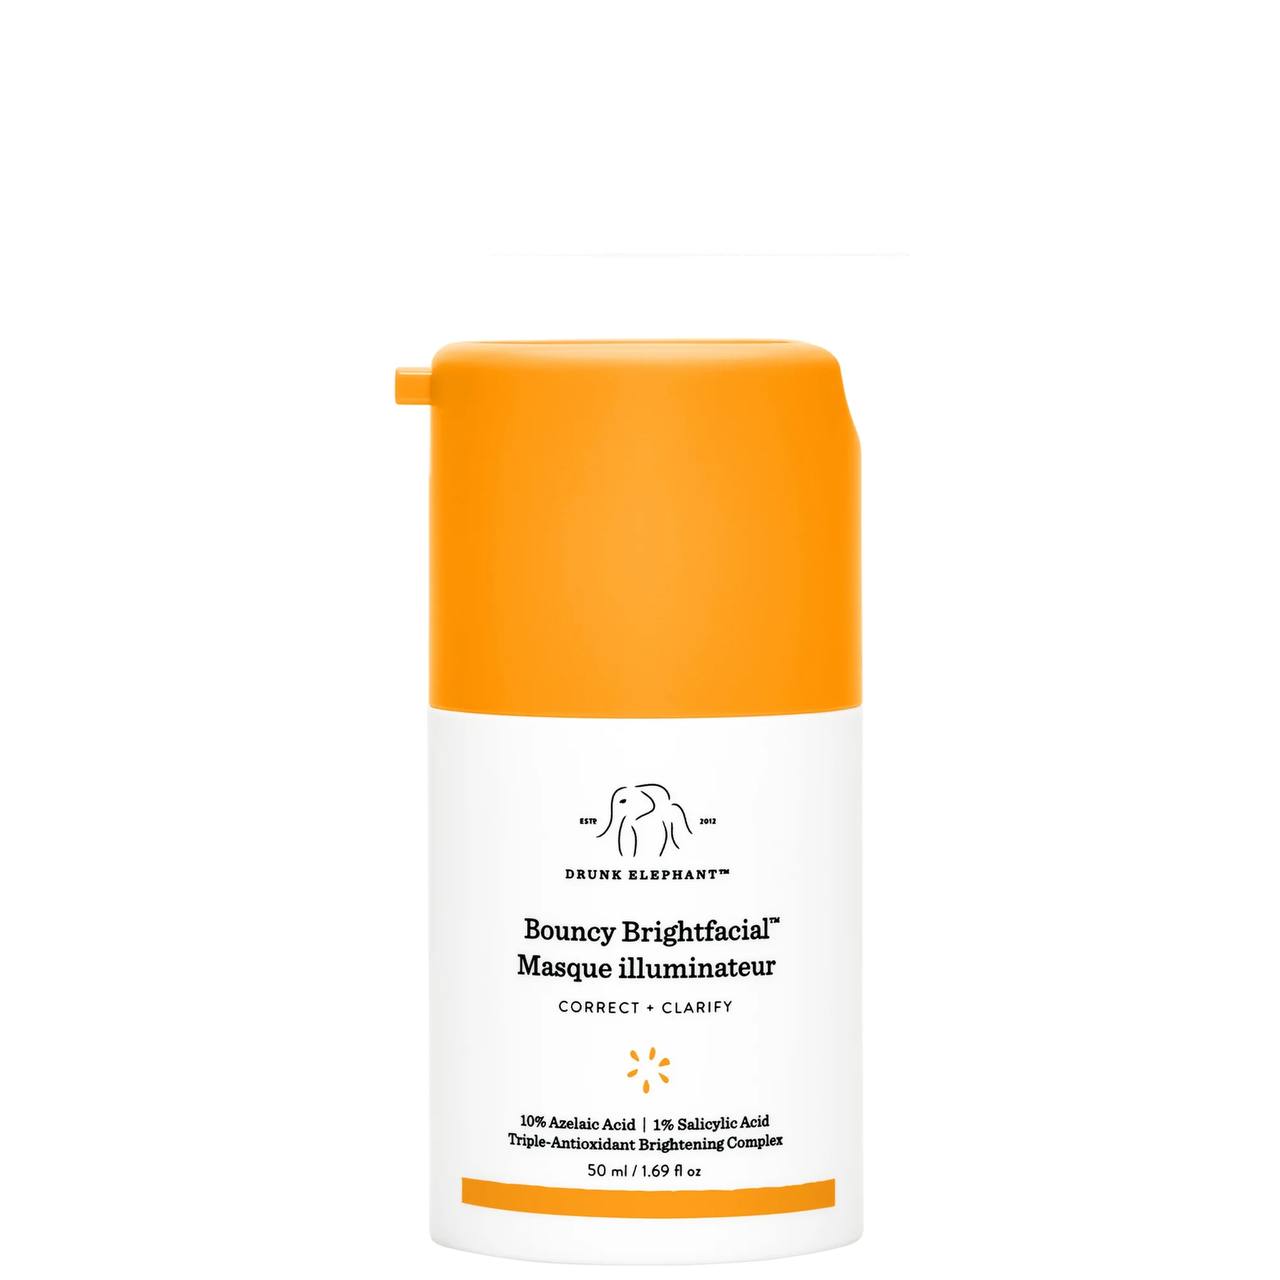 ESTD 2012
DRUNK ELEPHANT™
Bouncy Brightfacial™
Masque illuminateur
CORRECT + CLARIFY
10% Azelaic Acid | 1% Salicylic Acid
Triple-Antioxidant Brightening Complex
50 ml / 1.69 fl oz